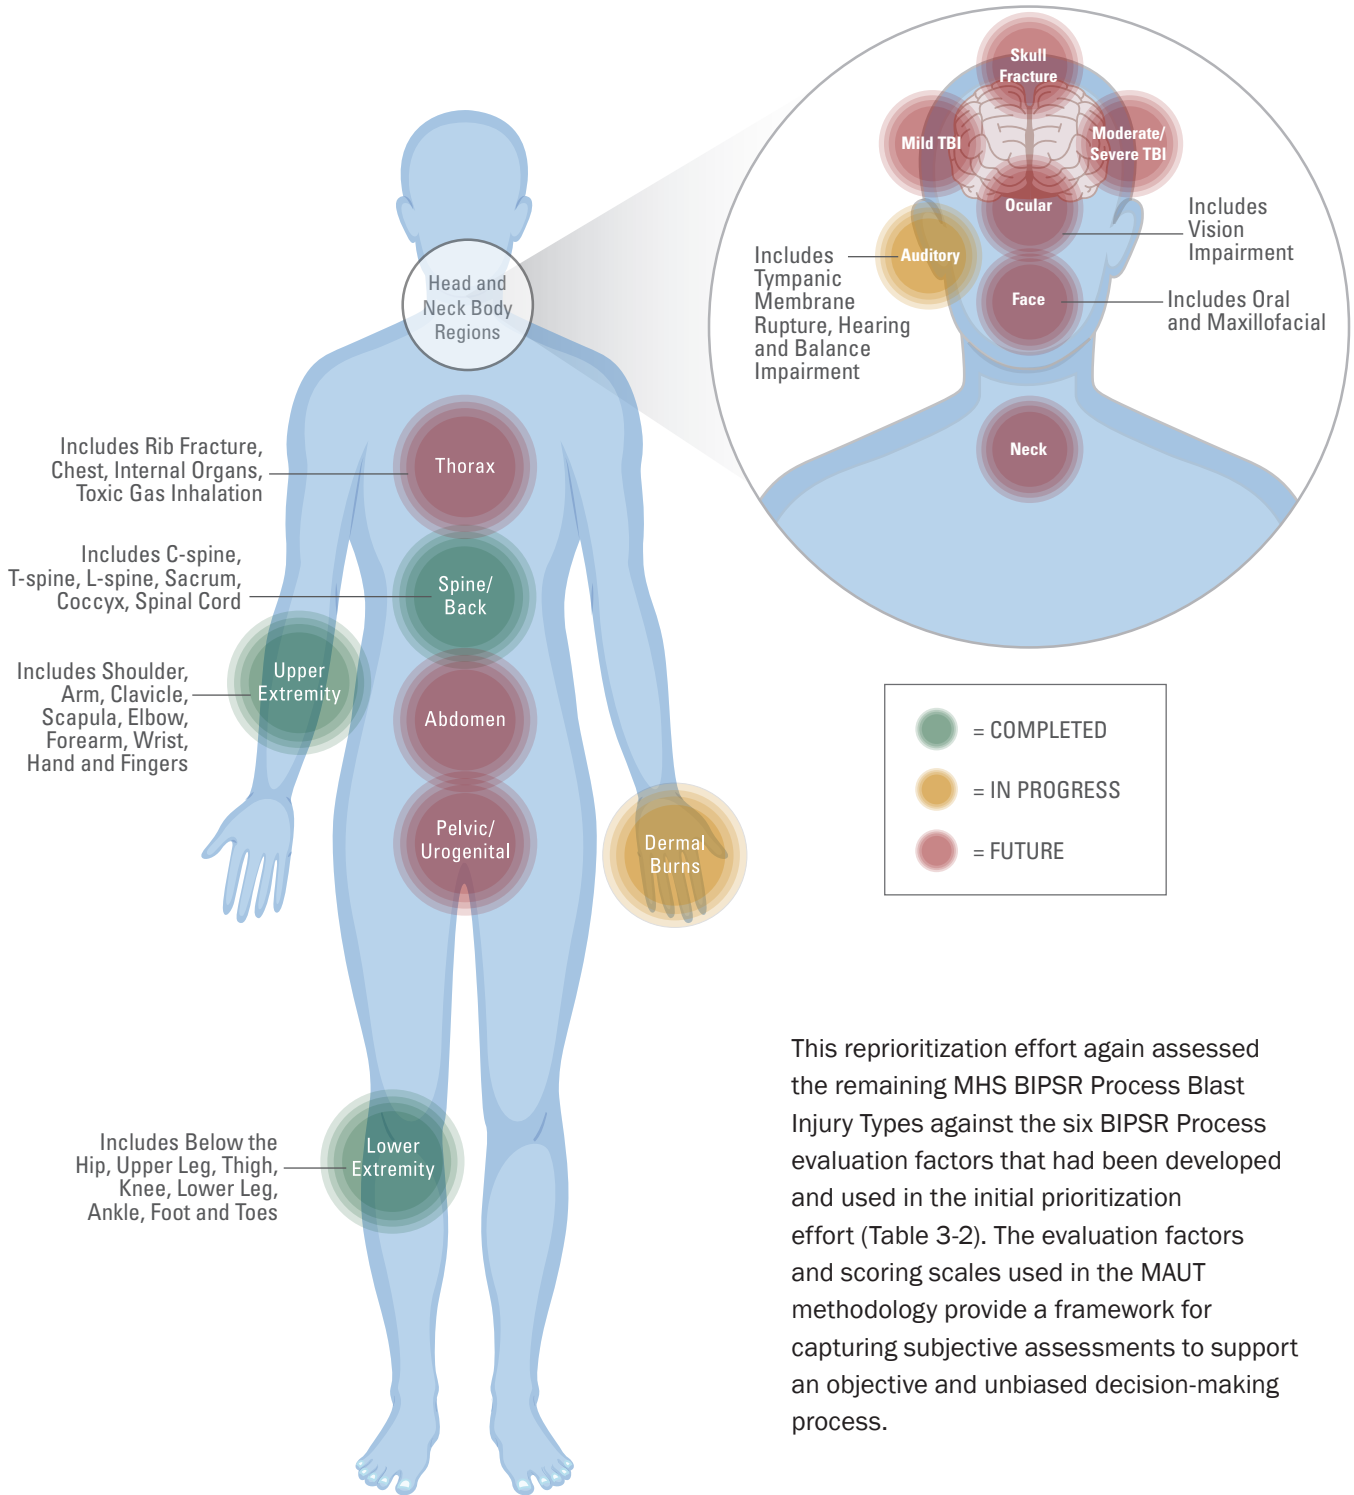 Skull
Fracture
Mild TBI
Moderate/
Severe TBI
Ocular
Includes
Vision
Impairment
Auditory
Includes
Tympanic
Membrane
Rupture, Hearing
and Balance
Impairment
Face
Includes Oral
and Maxillofacial
Neck
Head and
Neck Body
Regions
Includes Rib Fracture,
Chest, Internal Organs,
Toxic Gas Inhalation
Thorax
Includes C-spine,
T-spine, L-spine, Sacrum,
Coccyx, Spinal Cord
Spine/
Back
Includes Shoulder,
Arm, Clavicle,
Scapula, Elbow,
Forearm, Wrist,
Hand and Fingers
Upper
Extremity
Abdomen
Pelvic/
Urogenital
Dermal
Burns
= COMPLETED
= IN PROGRESS
= FUTURE
Includes Below the
Hip, Upper Leg, Thigh,
Knee, Lower Leg,
Ankle, Foot and Toes
Lower
Extremity
This reprioritization effort again assessed
the remaining MHS BIPSR Process Blast
Injury Types against the six BIPSR Process
evaluation factors that had been developed
and used in the initial prioritization
effort (Table 3-2). The evaluation factors
and scoring scales used in the MAUT
methodology provide a framework for
capturing subjective assessments to support
an objective and unbiased decision-making
process.